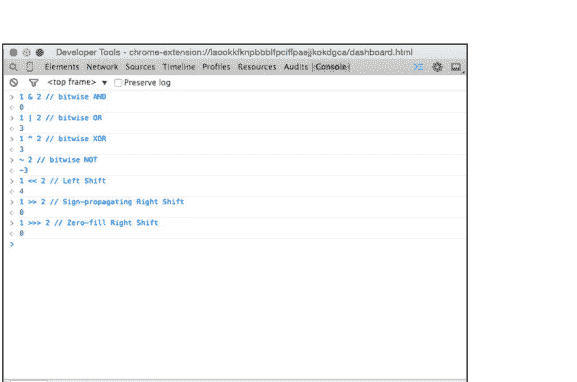 Developer Tools - chrome-extension://laookkfknpbbblfpciffpaejjkokdgca/dashboard.html
Elements Network Sources Timeline Profiles Resources Audits Console
<top frame> ▼ Preserve log
> 1 & 2 // bitwise AND
< 0
> 1 | 2 // bitwise OR
< 3
> 1 ^ 2 // bitwise XOR
< 3
> ~ 2 // bitwise NOT
< -3
> 1 << 2 // Left Shift
< 4
> 1 >> 2 // Sign-propagating Right Shift
< 0
> 1 >>> 2 // Zero-fill Right Shift
< 0
>